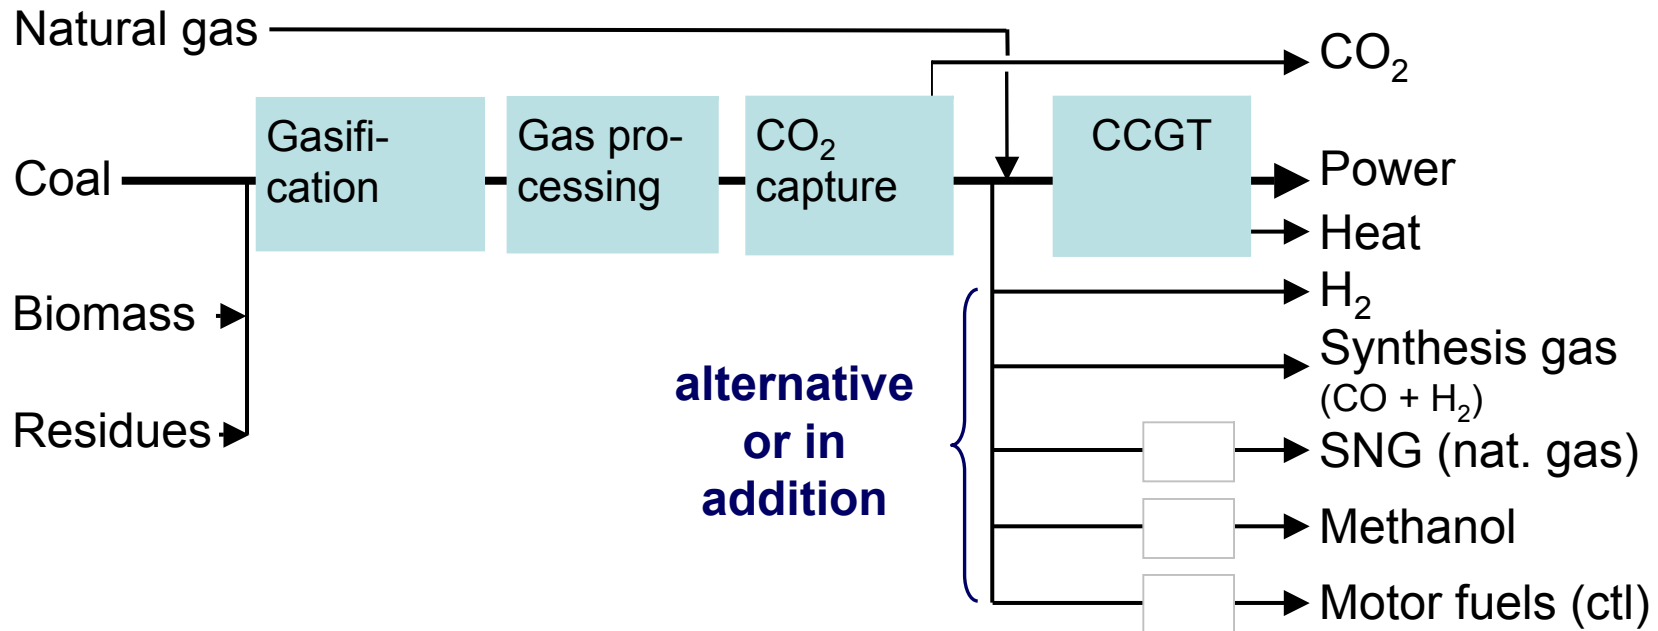 Natural gas
CO₂
Gasifi-
cation
Gas pro-
cessing
CO₂
capture
CCGT
Coal
Power
Heat
Biomass
H₂
Synthesis gas
(CO + H₂)
alternative
or in
addition
Residues
SNG (nat. gas)
Methanol
Motor fuels (ctl)